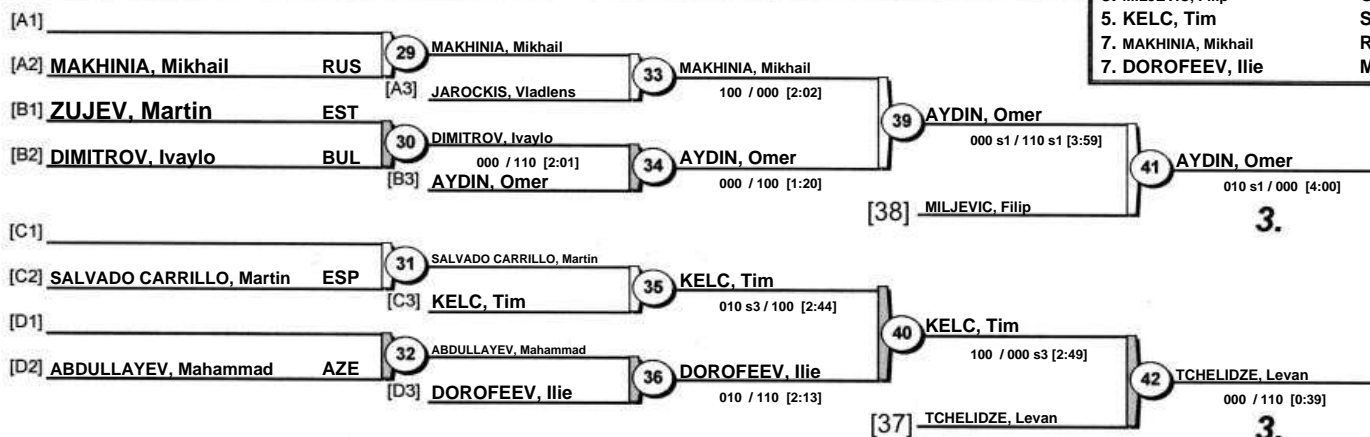 5. KELC, Tim S
7. MAKHINIA, Mikhail R
7. DOROFEEV, Ilie M
[A1]
[A2] MAKHINIA, Mikhail RUS
29 MAKHINIA, Mikhail
[A3] JAROCKIS, Vladlens
33 MAKHINIA, Mikhail
100 / 000 [2:02]
[B1] ZUJEV, Martin EST
[B2] DIMITROV, Ivaylo BUL
30 DIMITROV, Ivaylo
000 / 110 [2:01]
[B3] AYDIN, Omer
34 AYDIN, Omer
000 / 100 [1:20]
39 AYDIN, Omer
000 s1 / 110 s1 [3:59]
[38] MILJEVIC, Filip
41 AYDIN, Omer
010 s1 / 000 [4:00]
3.
[C1]
[C2] SALVADO CARRILLO, Martin ESP
31 SALVADO CARRILLO, Martin
[C3] KELC, Tim
35 KELC, Tim
010 s3 / 100 [2:44]
[D1]
[D2] ABDULLAYEV, Mahammad AZE
32 ABDULLAYEV, Mahammad
[D3] DOROFEEV, Ilie
36 DOROFEEV, Ilie
010 / 110 [2:13]
40 KELC, Tim
100 / 000 s3 [2:49]
[37] TCHELIDZE, Levan
42 TCHELIDZE, Levan
000 / 110 [0:39]
3.